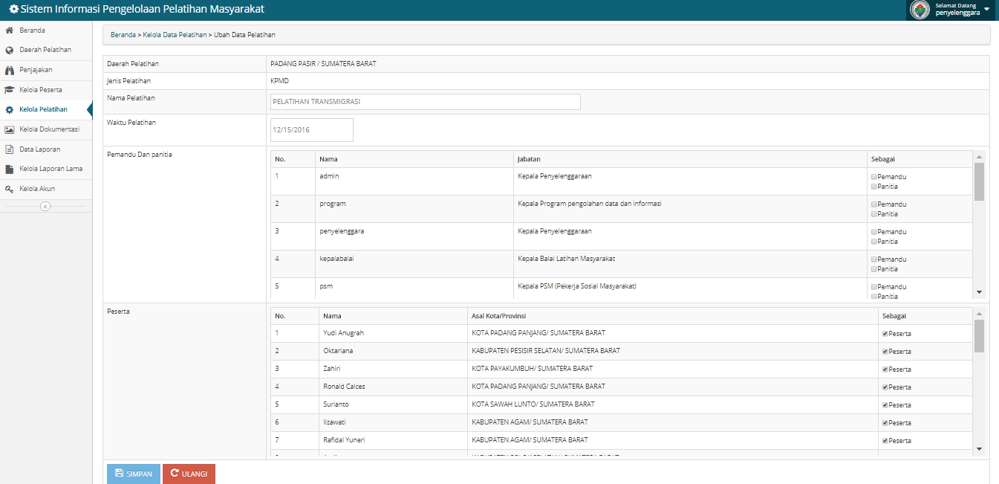 Sistem Informasi Pengelolaan Pelatihan Masyarakat
Selamat Datang
penyelenggara
Beranda
Daerah Pelatihan
Penjajakan
Kelola Peserta
Kelola Pelatihan
Kelola Dokumentasi
Data Laporan
Kelola Laporan Lama
Kelola Akun
Beranda > Kelola Data Pelatihan > Ubah Data Pelatihan
Daerah Pelatihan PADANG PASIR / SUMATERA BARAT
Jenis Pelatihan KPMD
Nama Pelatihan PELATIHAN TRANSMIGRASI
Waktu Pelatihan 12/15/2016
Pemandu Dan panitia
No. Nama Jabatan Sebagai
1 admin Kepala Penyelenggaraan Pemandu
Panitia
2 program Kepala Program pengolahan data dan informasi Pemandu
Panitia
3 penyelenggara Kepala Penyelenggaraan Pemandu
Panitia
4 kepalabalai Kepala Balai Latihan Masyarakat Pemandu
Panitia
5 psm Kepala PSM (Pekerja Sosial Masyarakat) Pemandu
Panitia
Peserta
No. Nama Asal Kota/Provinsi Sebagai
1 Yudi Anugrah KOTA PADANG PANJANG/ SUMATERA BARAT Peserta
2 Oktariana KABUPATEN PESISIR SELATAN/ SUMATERA BARAT Peserta
3 Zahiri KOTA PAYAKUMBUH/ SUMATERA BARAT Peserta
4 Ronald Calces KOTA PADANG PANJANG/ SUMATERA BARAT Peserta
5 Surianto KOTA SAWAH LUNTO/ SUMATERA BARAT Peserta
6 Iizawati KABUPATEN AGAM/ SUMATERA BARAT Peserta
7 Rafidal Yuneri KABUPATEN AGAM/ SUMATERA BARAT Peserta
SIMPAN
ULANGI